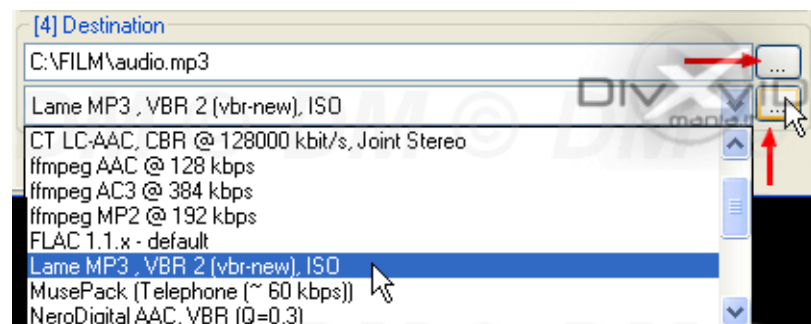 [4] Destination
C:\FILM\audio.mp3
...
Lame MP3 , VBR 2 (vbr-new), ISO
...
CT LC-AAC, CBR @ 128000 kbit/s, Joint Stereo
ffmpeg AAC @ 128 kbps
ffmpeg AC3 @ 384 kbps
ffmpeg MP2 @ 192 kbps
FLAC 1.1.x - default
Lame MP3 , VBR 2 (vbr-new), ISO
MusePack (Telephone (~ 60 kbps))
NeroDigital AAC, VBR (Q=0.3)